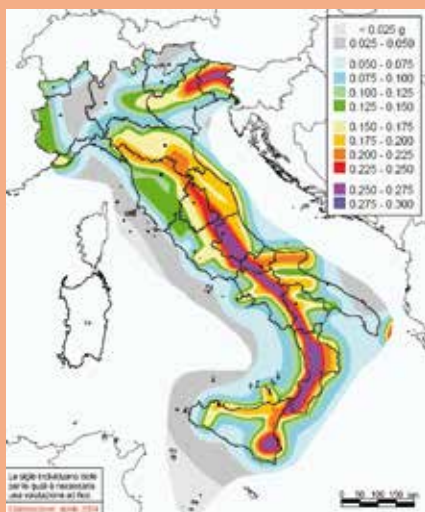 < 0.025 g
0.025 - 0.050
0.050 - 0.075
0.075 - 0.100
0.100 - 0.125
0.125 - 0.150
0.150 - 0.175
0.175 - 0.200
0.200 - 0.225
0.225 - 0.250
0.250 - 0.275
0.275 - 0.300
Le sigle individuano isole
per le quali è necessaria
una valutazione ad hoc
0 50 100 150
km